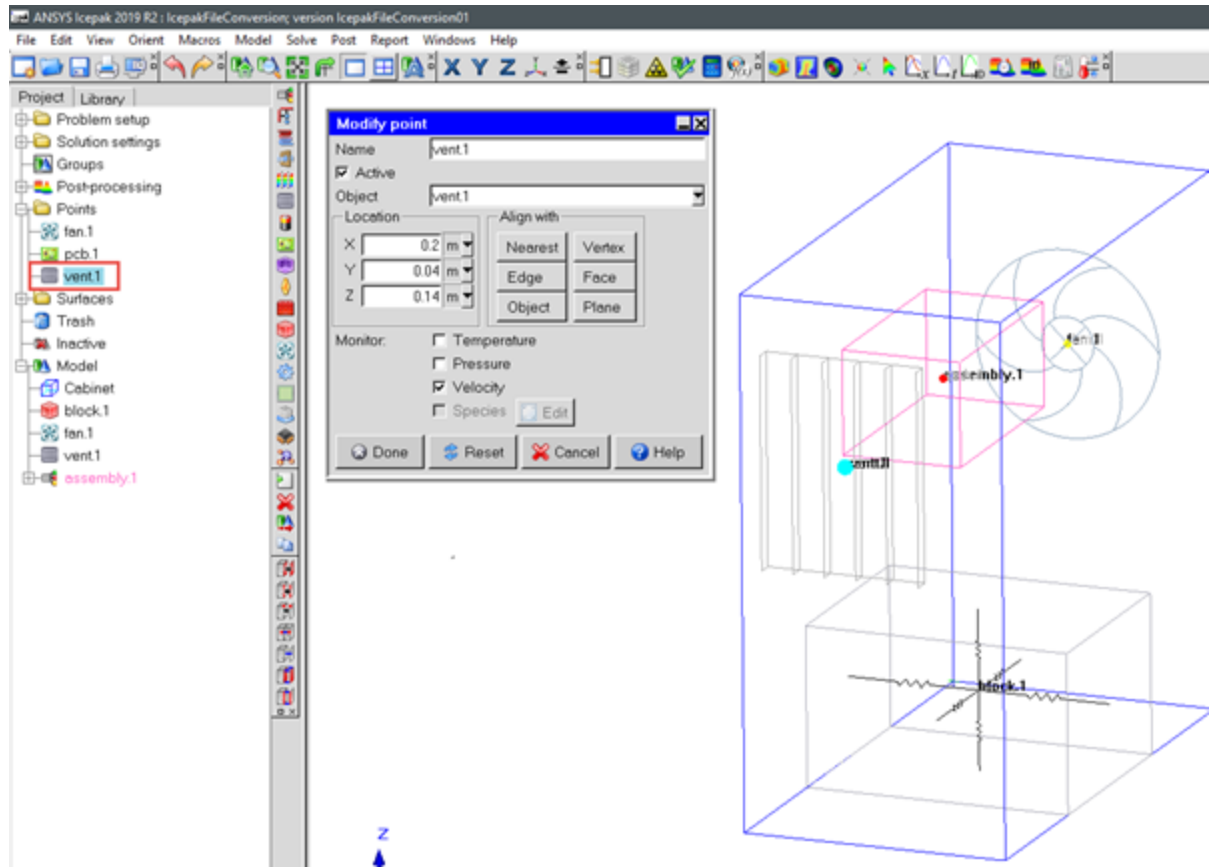 ANSYS Icepak 2019 R2 : IcepakFileConversion; version IcepakFileConversion01
File Edit View Orient Macros Model Solve Post Report Windows Help
X Y Z
Project Library
Problem setup
Solution settings
Groups
Post-processing
Points
fan.1
pcb.1
vent.1
Surfaces
Trash
Inactive
Model
Cabinet
block.1
fan.1
vent.1
assembly.1
Modify point
Name vent.1
Active
Object vent.1
Location Align with
X 0.2 m Nearest Vertex
Y 0.04 m Edge Face
Z 0.14 m Object Plane
Monitor: Temperature
Pressure
Velocity
Species Edit
Done Reset Cancel Help
assembly.1
block.1
Z